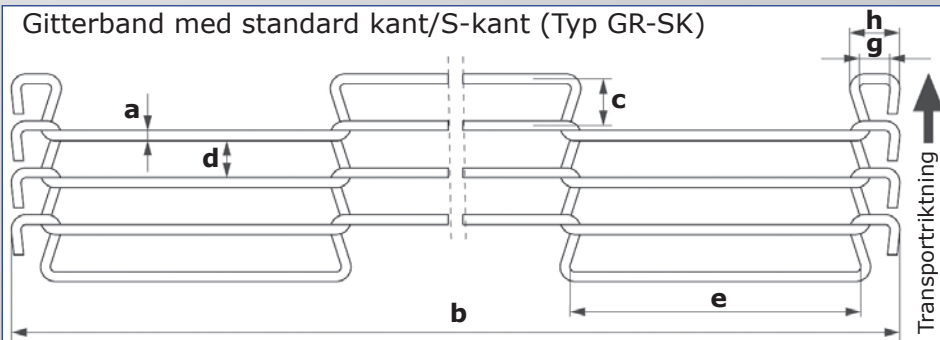 Gitterband med standard kant/S-kant (Typ GR-SK)
h
g
a
c
d
e
b
Transportriktning